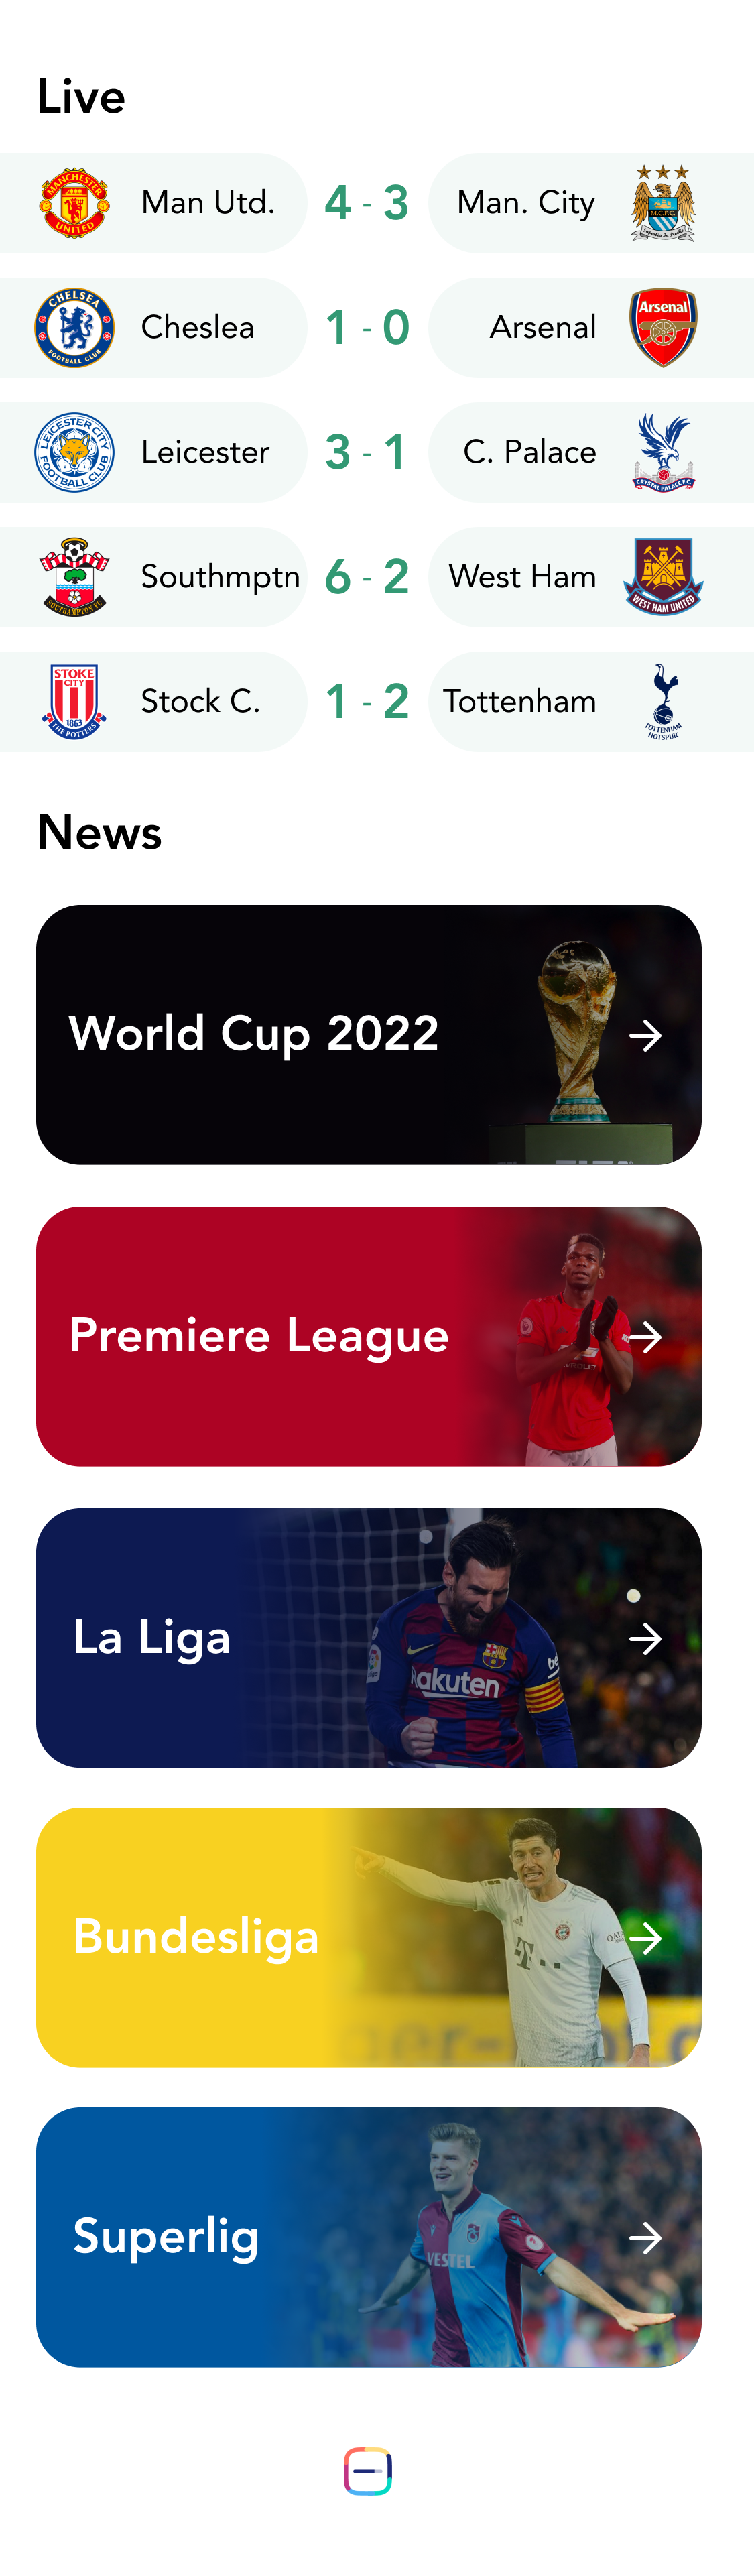 Live
MANCHESTER
UNITED
Man Utd.
4 - 3
Man. City
M.C.F.C.
CHELSEA
FOOTBALL CLUB
Cheslea
1 - 0
Arsenal
Arsenal
LEICESTER CITY
FOOTBALL CLUB
Leicester
3 - 1
C. Palace
CRYSTAL PALACE F.C.
SOUTHAMPTON FC
Southmptn
6 - 2
West Ham
WEST HAM UNITED
STOKE
CITY
1863
THE POTTERS
Stock C.
1 - 2
Tottenham
TOTTENHAM
HOTSPUR
News
World Cup 2022
Premiere League
La Liga
Rakuten
Bundesliga
Superlig
VESTEL